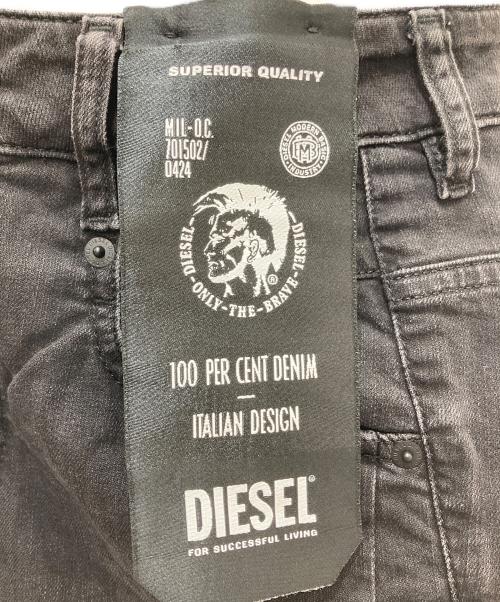 SUPERIOR QUALITY
MIL-O.C.
701502/
0424
DIESEL MODERN BASIC
INDUSTRY
DIESEL-ONLY-THE-BRAVE-DIESEL
®
100 PER CENT DENIM
—
ITALIAN DESIGN
DIESEL®
FOR SUCCESSFUL LIVING